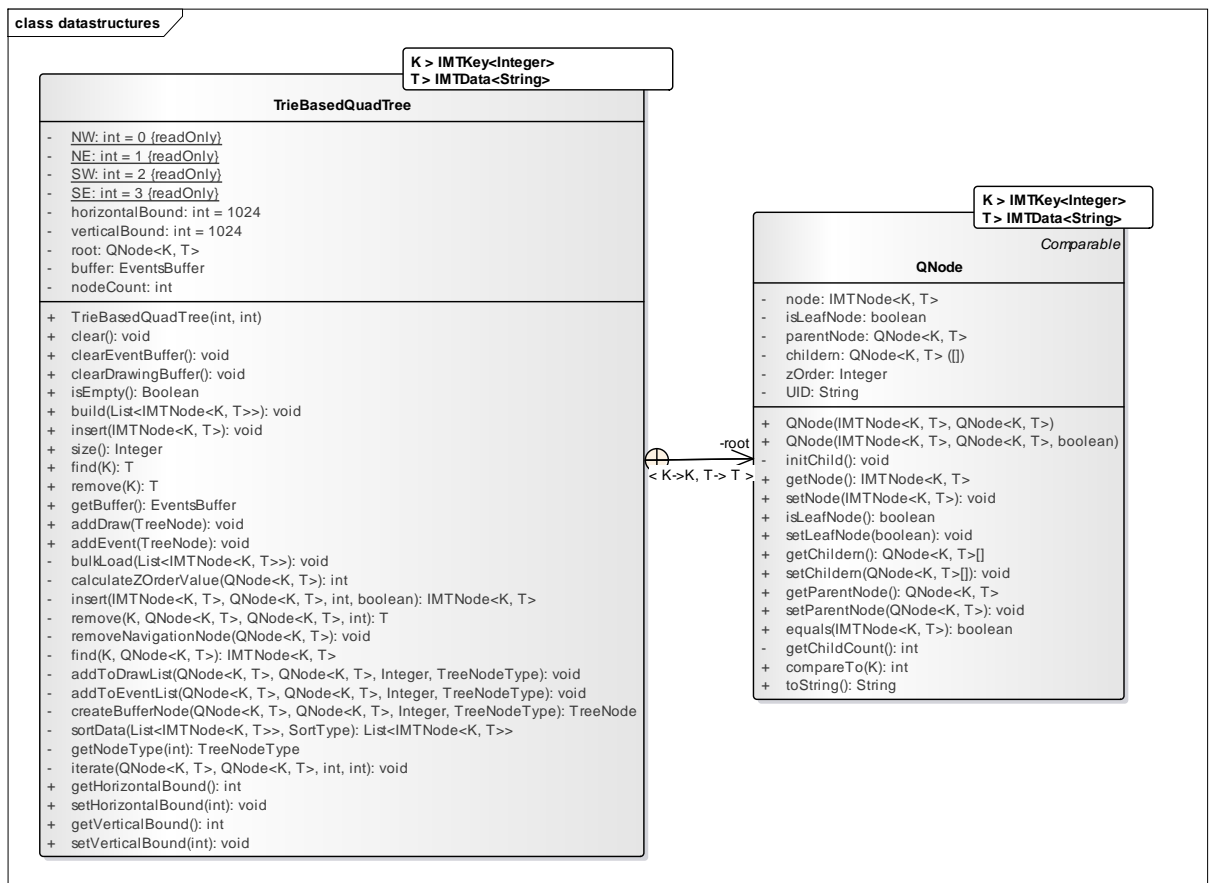 class datastructures
K > IMTKey<Integer>
T > IMTData<String>
TrieBasedQuadTree
- NW: int = 0 {readOnly}
- NE: int = 1 {readOnly}
- SW: int = 2 {readOnly}
- SE: int = 3 {readOnly}
- horizontalBound: int = 1024
- verticalBound: int = 1024
- root: QNode<K, T>
- buffer: EventsBuffer
- nodeCount: int
+ TrieBasedQuadTree(int, int)
+ clear(): void
+ clearEventBuffer(): void
+ clearDrawingBuffer(): void
+ isEmpty(): Boolean
+ build(List<IMTNode<K, T>>): void
+ insert(IMTNode<K, T>): void
+ size(): Integer
+ find(K): T
+ remove(K): T
+ getBuffer(): EventsBuffer
+ addDraw(TreeNode): void
+ addEvent(TreeNode): void
- bulkLoad(List<IMTNode<K, T>>): void
- calculateZOrderValue(QNode<K, T>): int
- insert(IMTNode<K, T>, QNode<K, T>, int, boolean): IMTNode<K, T>
- remove(K, QNode<K, T>, QNode<K, T>, int): T
- removeNavigationNode(QNode<K, T>): void
- find(K, QNode<K, T>): IMTNode<K, T>
- addToDrawList(QNode<K, T>, QNode<K, T>, Integer, TreeNodeType): void
- addToEventList(QNode<K, T>, QNode<K, T>, Integer, TreeNodeType): void
- createBufferNode(QNode<K, T>, QNode<K, T>, Integer, TreeNodeType): TreeNode
- sortData(List<IMTNode<K, T>>, SortType): List<IMTNode<K, T>>
- getNodeType(int): TreeNodeType
- iterate(QNode<K, T>, QNode<K, T>, int, int): void
+ getHorizontalBound(): int
+ setHorizontalBound(int): void
+ getVerticalBound(): int
+ setVerticalBound(int): void
-root
< K->K, T-> T >
K > IMTKey<Integer>
T > IMTData<String>
Comparable
QNode
- node: IMTNode<K, T>
- isLeafNode: boolean
- parentNode: QNode<K, T>
- childern: QNode<K, T> ([])
- zOrder: Integer
- UID: String
+ QNode(IMTNode<K, T>, QNode<K, T>)
+ QNode(IMTNode<K, T>, QNode<K, T>, boolean)
- initChild(): void
+ getNode(): IMTNode<K, T>
+ setNode(IMTNode<K, T>): void
+ isLeafNode(): boolean
+ setLeafNode(boolean): void
+ getChildern(): QNode<K, T>[]
+ setChildern(QNode<K, T>[]): void
+ getParentNode(): QNode<K, T>
+ setParentNode(QNode<K, T>): void
+ equals(IMTNode<K, T>): boolean
- getChildCount(): int
+ compareTo(K): int
+ toString(): String